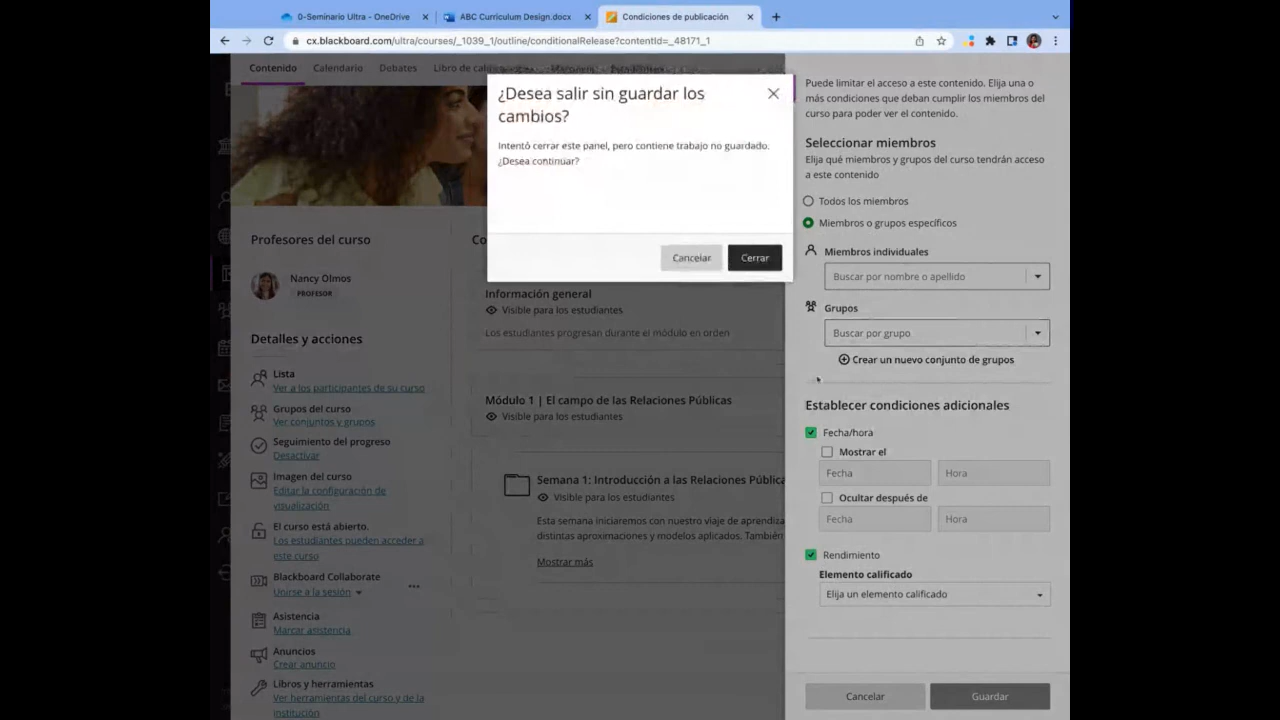 0-Seminario Ultra - OneDrive
ABC Curriculum Design.docx
Condiciones de publicación
cx.blackboard.com/ultra/courses/_1039_1/outline/conditionalRelease?contentId=_48171_1
Contenido
Calendario
Debates
Libro de
¿Desea salir sin guardar los
cambios?
Intentó cerrar este panel, pero contiene trabajo no guardado.
¿Desea continuar?
Cancelar
Cerrar
Profesores del curso
Nancy Olmos
PROFESOR
Detalles y acciones
Lista
Ver a los participantes de su curso
Grupos del curso
Ver conjuntos y grupos
Seguimiento del progreso
Desactivar
Imagen del curso
Editar la configuración de
visualización
El curso está abierto.
Los estudiantes pueden acceder a
este curso
Blackboard Collaborate
Unirse a la sesión
Asistencia
Marcar asistencia
Anuncios
Crear anuncio
Libros y herramientas
Ver herramientas del curso y de la
institución
Co
Información general
Visible para los estudiantes
Los estudiantes progresan durante el módulo en orden
Módulo 1 | El campo de las Relaciones Públicas
Visible para los estudiantes
Semana 1: Introducción a las Relaciones Pública
Visible para los estudiantes
Esta semana iniciaremos con nuestro viaje de aprendiza
distintas aproximaciones y modelos aplicados. También
Mostrar más
Puede limitar el acceso a este contenido. Elija una o
más condiciones que deban cumplir los miembros del
curso para poder ver el contenido.
Seleccionar miembros
Elija qué miembros y grupos del curso tendrán acceso
a este contenido
Todos los miembros
Miembros o grupos específicos
Miembros individuales
Buscar por nombre o apellido
Grupos
Buscar por grupo
Crear un nuevo conjunto de grupos
Establecer condiciones adicionales
Fecha/hora
Mostrar el
Fecha
Hora
Ocultar después de
Fecha
Hora
Rendimiento
Elemento calificado
Elija un elemento calificado
Cancelar
Guardar